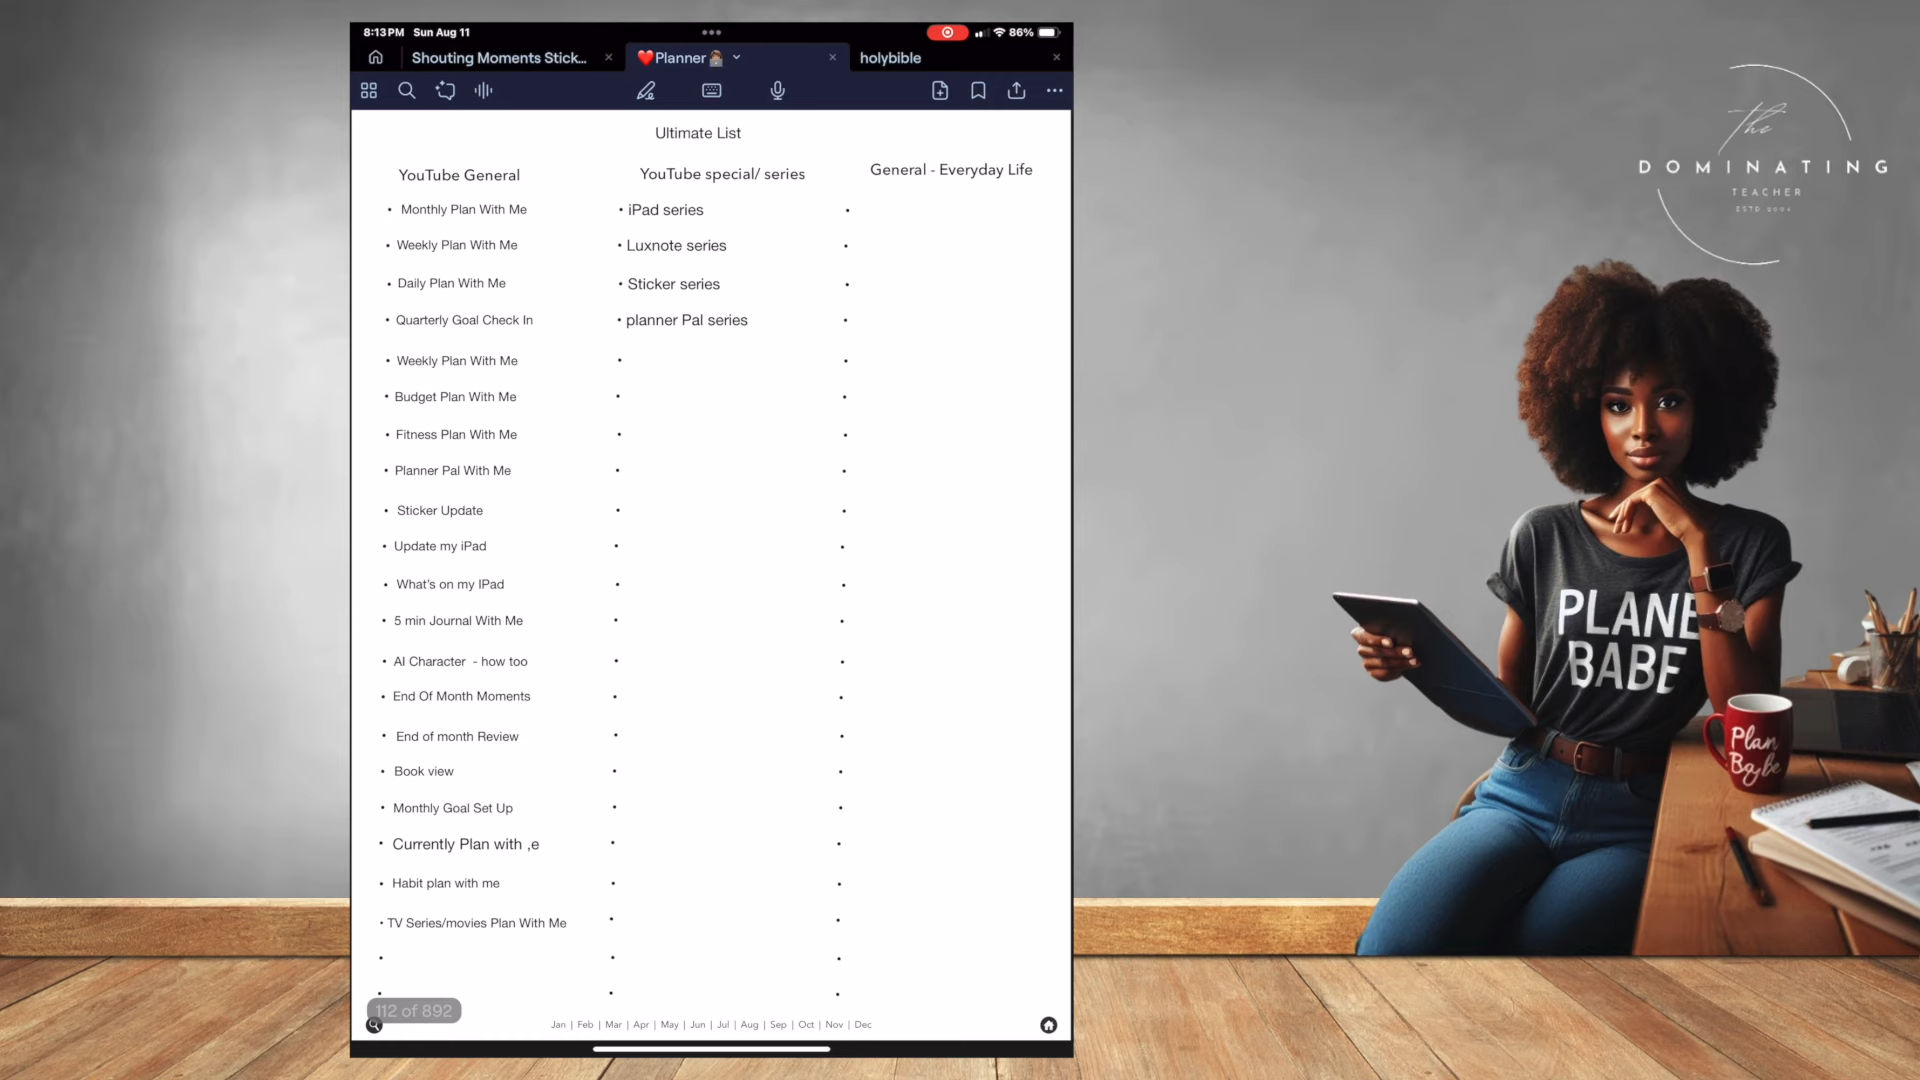 8:13PM Sun Aug 11
86%
Shouting Moments Stick...
❤️Planner
holybible
Ultimate List
YouTube General
YouTube special/ series
General - Everyday Life
• Monthly Plan With Me
• iPad series
•
• Weekly Plan With Me
• Luxnote series
•
• Daily Plan With Me
• Sticker series
•
• Quarterly Goal Check In
• planner Pal series
•
• Weekly Plan With Me
• Budget Plan With Me
• Fitness Plan With Me
• Planner Pal With Me
• Sticker Update
• Update my iPad
• What's on my IPad
• 5 min Journal With Me
• AI Character - how too
• End Of Month Moments
• End of month Review
• Book view
• Monthly Goal Set Up
• Currently Plan with ,e
• Habit plan with me
• TV Series/movies Plan With Me
112 of 892
Jan | Feb | Mar | Apr | May | Jun | Jul | Aug | Sep | Oct | Nov | Dec
the
DOMINATING
TEACHER
ESTD 2004
PLANE
BABE
Plan
Babe